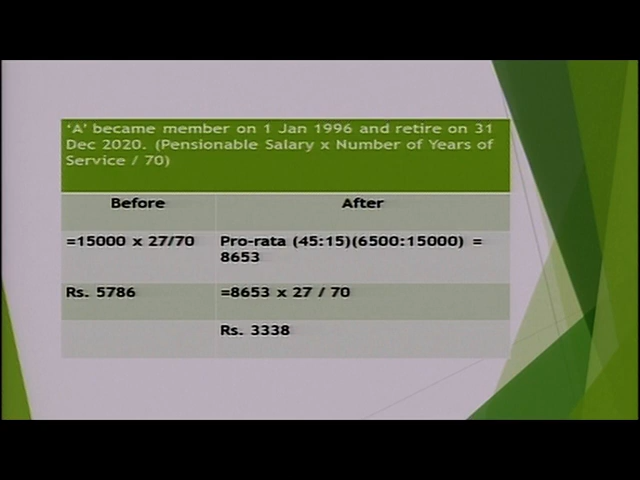 ‘A’ became member on 1 Jan 1996 and retire on 31
Dec 2020. (Pensionable Salary x Number of Years of
Service / 70)
Before After
=15000 x 27/70 Pro-rata (45:15)(6500:15000) =
8653
Rs. 5786 =8653 x 27 / 70
Rs. 3338